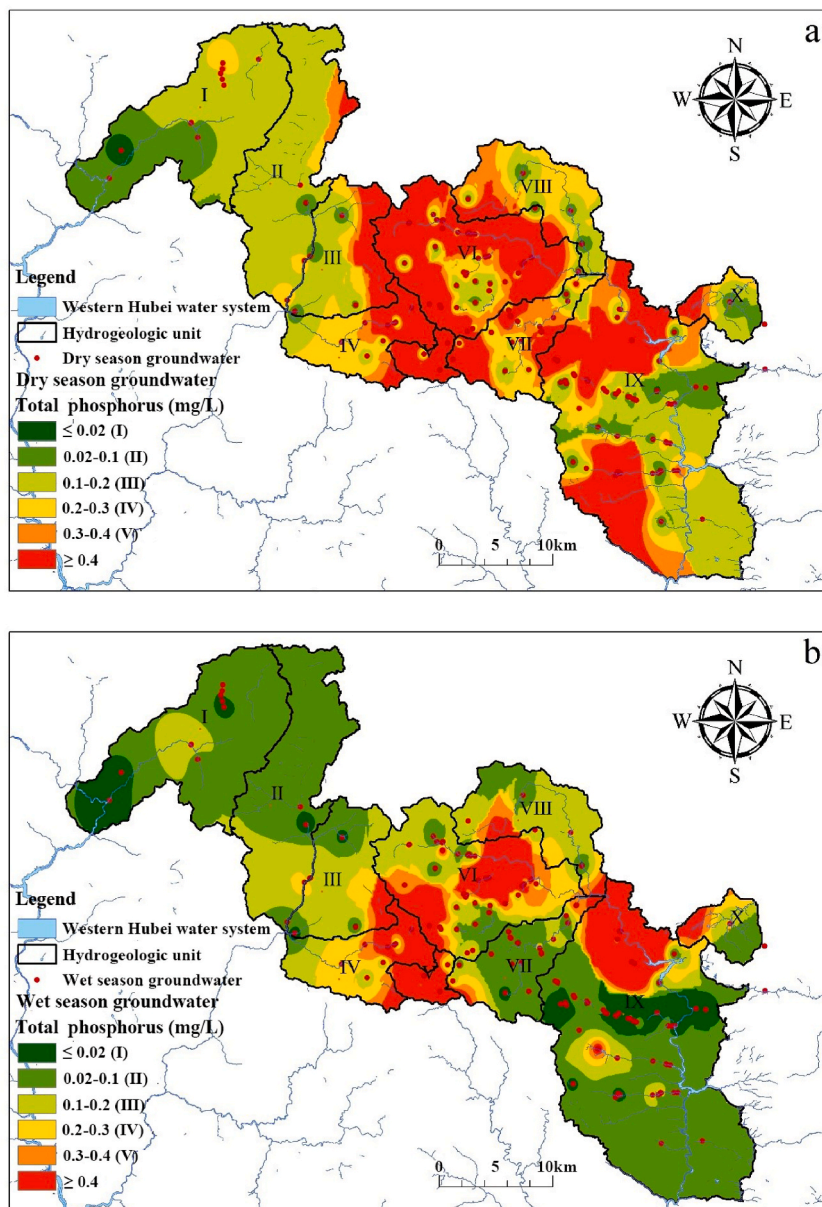 a
N
W E
S
I
II
III
IV
V
VI
VII
VIII
IX
X
Legend
Western Hubei water system
Hydrogeologic unit
Dry season groundwater
Dry season groundwater
Total phosphorus (mg/L)
≤ 0.02 (I)
0.02-0.1 (II)
0.1-0.2 (III)
0.2-0.3 (IV)
0.3-0.4 (V)
≥ 0.4
0 5 10km
b
N
W E
S
I
II
III
IV
V
VI
VII
VIII
IX
X
Legend
Western Hubei water system
Hydrogeologic unit
Wet season groundwater
Wet season groundwater
Total phosphorus (mg/L)
≤ 0.02 (I)
0.02-0.1 (II)
0.1-0.2 (III)
0.2-0.3 (IV)
0.3-0.4 (V)
≥ 0.4
0 5 10km